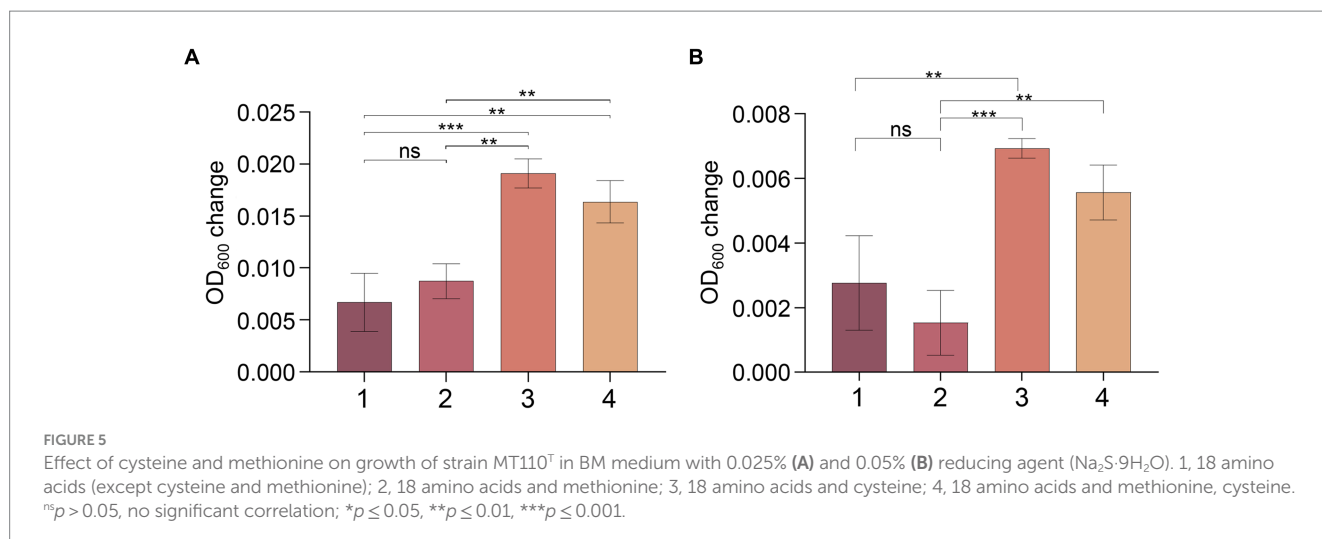 A
**
**
***
ns
**
0.025
0.020
0.015
0.010
0.005
0.000
OD₆₀₀ change
1 2 3 4
B
**
**
ns
***
0.008
0.006
0.004
0.002
0.000
OD₆₀₀ change
1 2 3 4
FIGURE 5
Effect of cysteine and methionine on growth of strain MT110ᵀ in BM medium with 0.025% (A) and 0.05% (B) reducing agent (Na₂S·9H₂O). 1, 18 amino
acids (except cysteine and methionine); 2, 18 amino acids and methionine; 3, 18 amino acids and cysteine; 4, 18 amino acids and methionine, cysteine.
ⁿˢp > 0.05, no significant correlation; *p ≤ 0.05, **p ≤ 0.01, ***p ≤ 0.001.